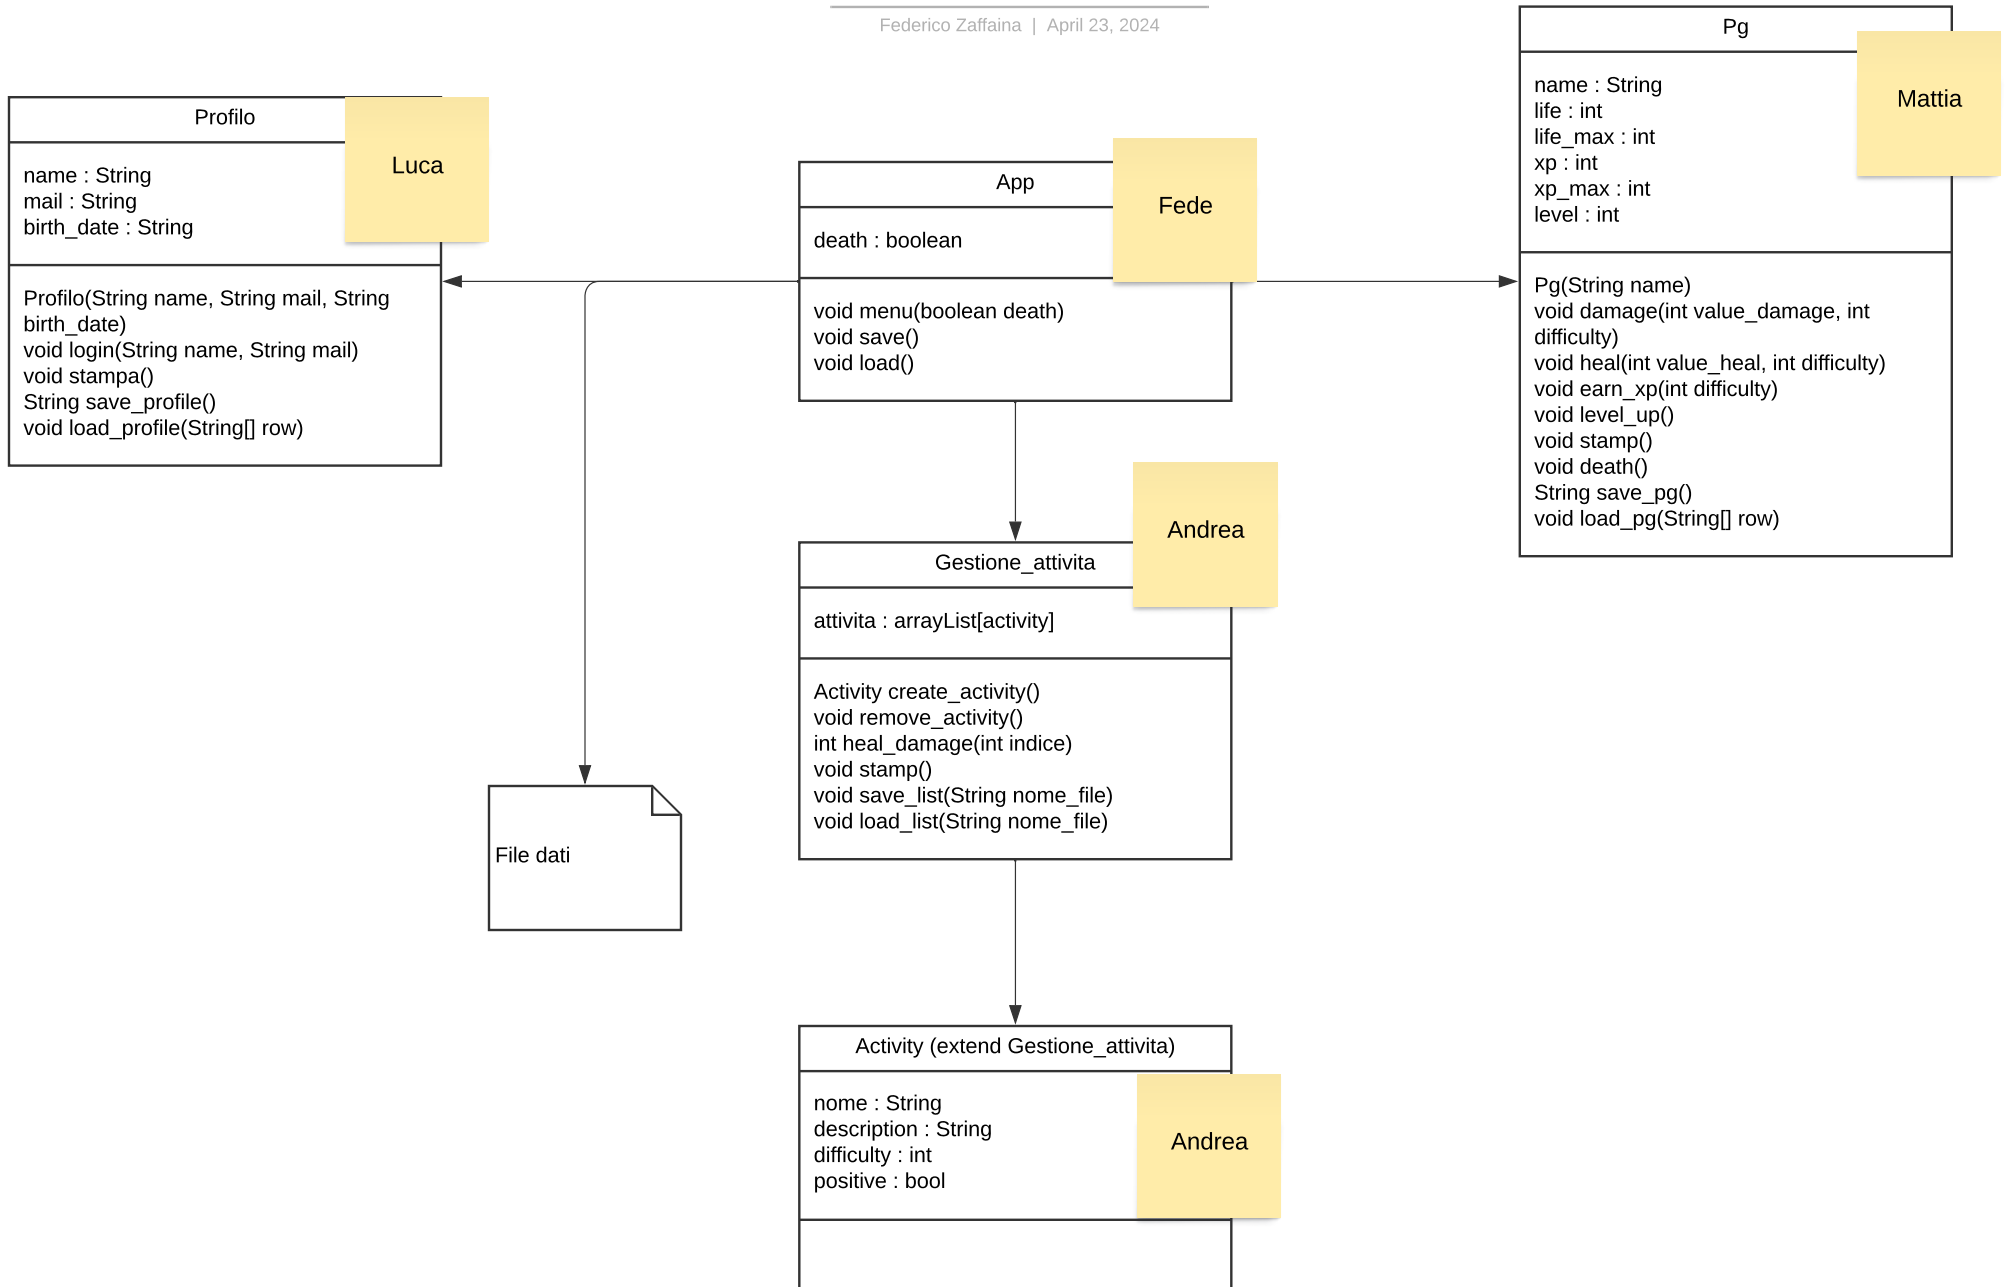 Federico Zaffaina | April 23, 2024
Profilo
Luca
name : String
mail : String
birth_date : String
Profilo(String name, String mail, String
birth_date)
void login(String name, String mail)
void stampa()
String save_profile()
void load_profile(String[] row)
App
Fede
death : boolean
void menu(boolean death)
void save()
void load()
Pg
Mattia
name : String
life : int
life_max : int
xp : int
xp_max : int
level : int
Pg(String name)
void damage(int value_damage, int
difficulty)
void heal(int value_heal, int difficulty)
void earn_xp(int difficulty)
void level_up()
void stamp()
void death()
String save_pg()
void load_pg(String[] row)
Andrea
Gestione_attivita
attivita : arrayList[activity]
Activity create_activity()
void remove_activity()
int heal_damage(int indice)
void stamp()
void save_list(String nome_file)
void load_list(String nome_file)
File dati
Activity (extend Gestione_attivita)
Andrea
nome : String
description : String
difficulty : int
positive : bool